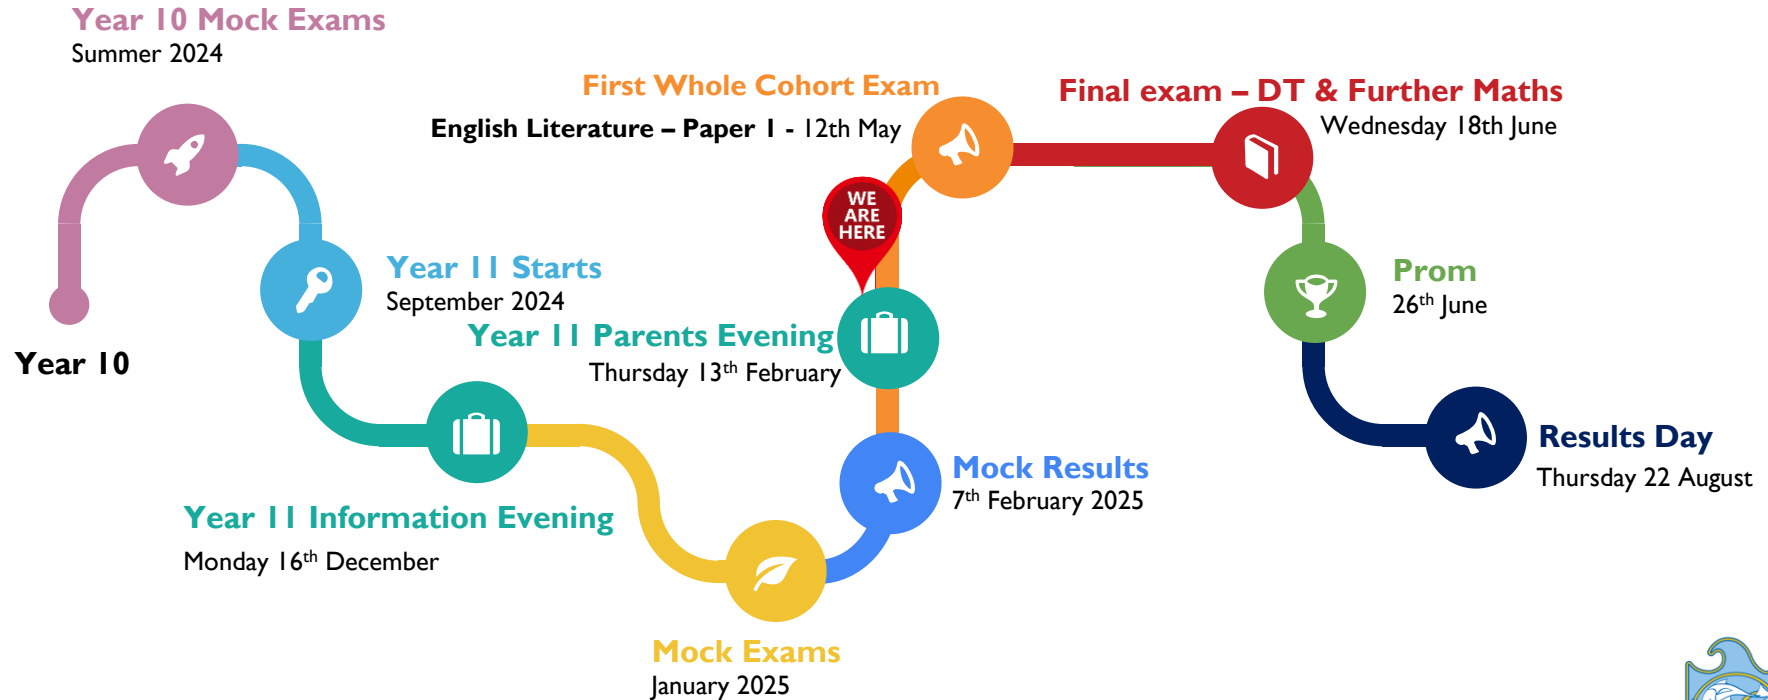 Year 10 Mock Exams
Summer 2024
Year 10
Year 11 Starts
September 2024
Year 11 Information Evening
Monday 16th December
Mock Exams
January 2025
Mock Results
7th February 2025
Year 11 Parents Evening
Thursday 13th February
WE
ARE
HERE
First Whole Cohort Exam
English Literature – Paper 1 - 12th May
Final exam – DT & Further Maths
Wednesday 18th June
Prom
26th June
Results Day
Thursday 22 August